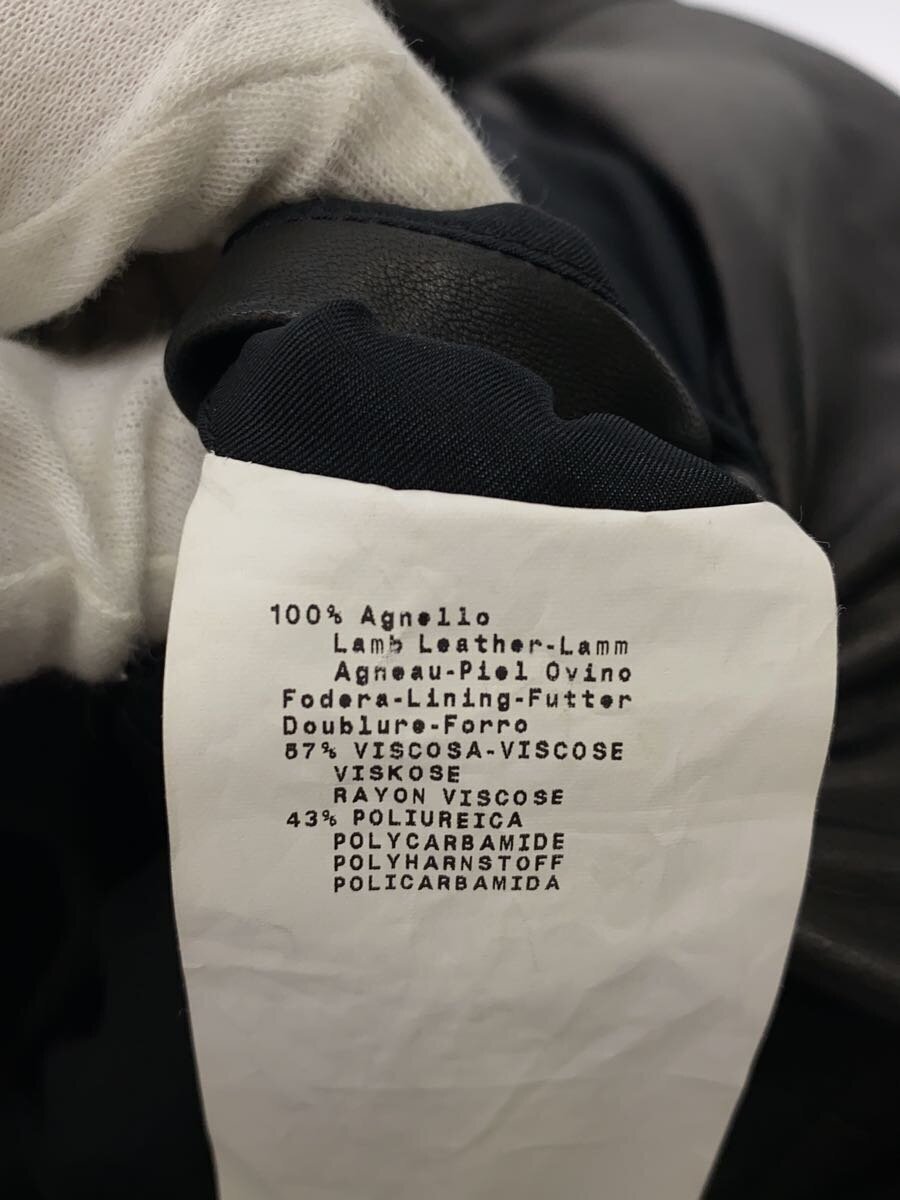 100% Agnello
Lamb Leather-Lamm
Agneau-Piel Ovino
Fodera-Lining-Futter
Doublure-Forro
57% VISCOSA-VISCOSE
VISKOSE
RAYON VISCOSE
43% POLIUREICA
POLYCARBAMIDE
POLYHARNSTOFF
POLICARBAMIDA